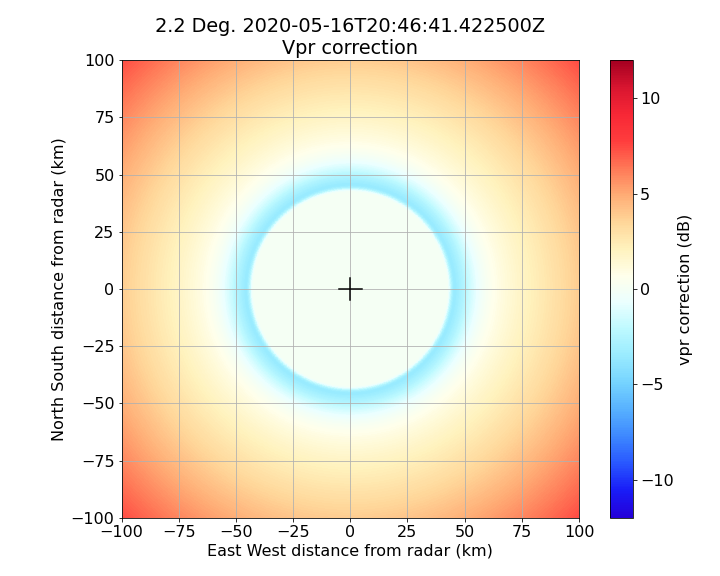 2.2 Deg. 2020-05-16T20:46:41.422500Z
Vpr correction
100
75
50
25
0
−25
−50
−75
−100
North South distance from radar (km)
−100 −75 −50 −25 0 25 50 75 100
East West distance from radar (km)
10
5
0
−5
−10
vpr correction (dB)